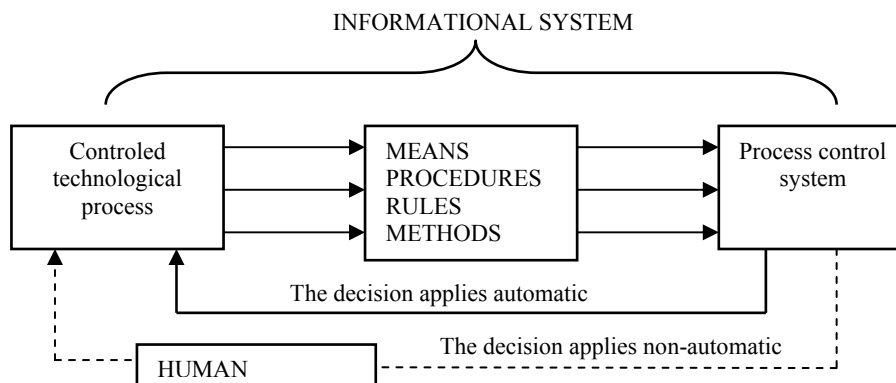 INFORMATIONAL SYSTEM
Controled
technological
process
MEANS
PROCEDURES
RULES
METHODS
Process control
system
The decision applies automatic
The decision applies non-automatic
HUMAN